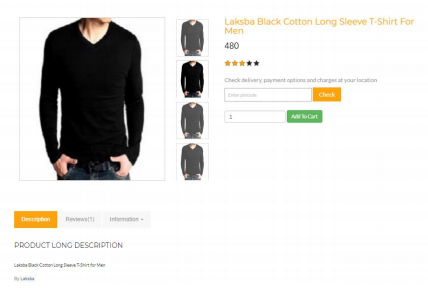 Laksba Black Cotton Long Sleeve T-Shirt For
Men
480
Check delivery, payment options and charges at your location
Enter pincode
Check
1
Add To Cart
Description
Reviews(1)
Information
PRODUCT LONG DESCRIPTION
Laksba Black Cotton Long Sleeve T-Shirt for Men
By Laksba